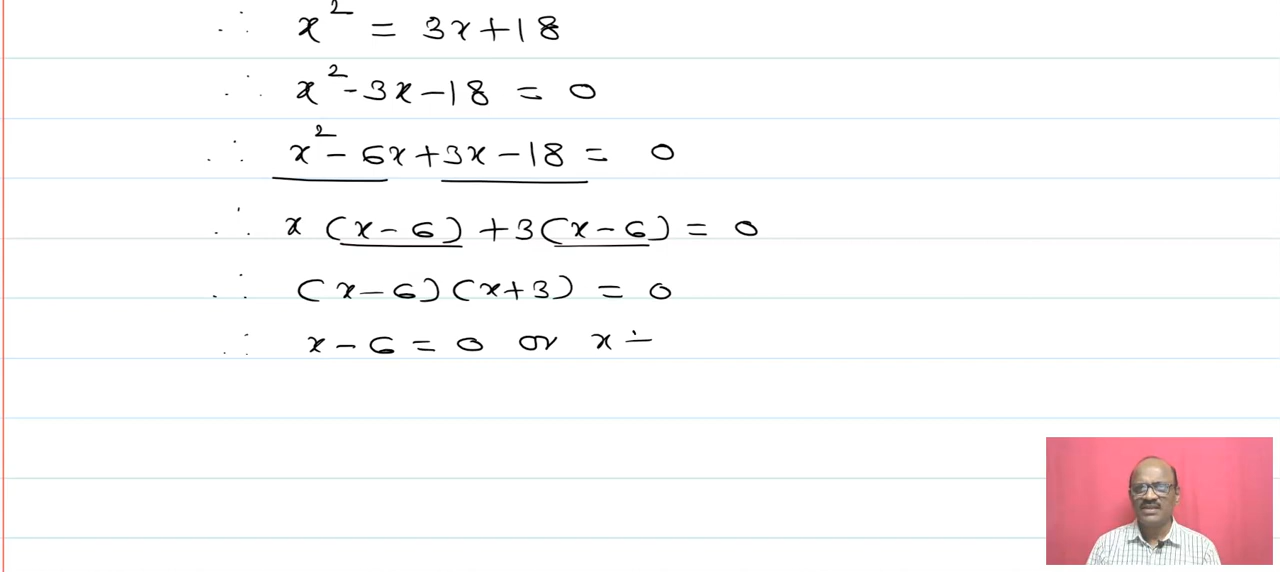 ∴ x² = 3x+18
∴ x²-3x-18 = 0
∴ x²-6x+3x-18 = 0
∴ x (x-6) +3(x-6) = 0
∴ (x-6)(x+3) = 0
∴ x-6 = 0 or x